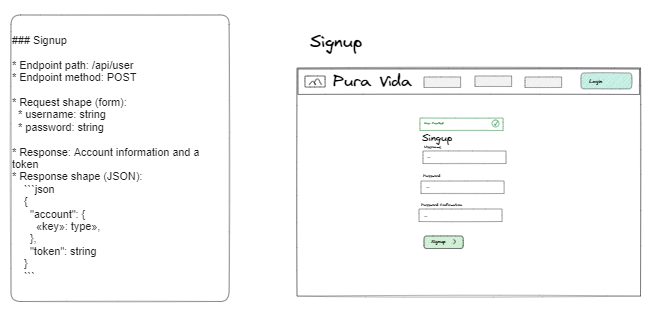 ### Signup
* Endpoint path: /api/user
* Endpoint method: POST
* Request shape (form):
* username: string
* password: string
* Response: Account information and a
token
* Response shape (JSON):
```json
{
"account": {
«key»: type»,
},
"token": string
}
```
Signup
Pura Vida
Login
Singup
Username
Password
Password Confirmation
Signup